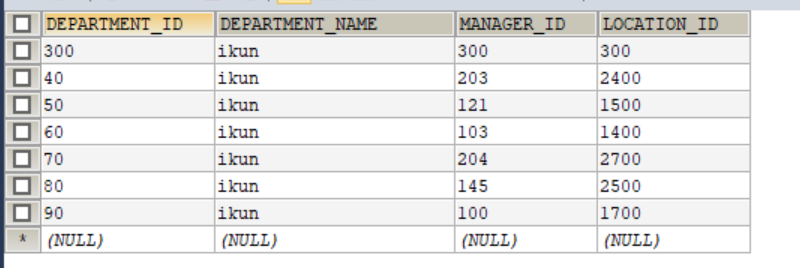 DEPARTMENT_ID DEPARTMENT_NAME MANAGER_ID LOCATION_ID
300 ikun 300 300
40 ikun 203 2400
50 ikun 121 1500
60 ikun 103 1400
70 ikun 204 2700
80 ikun 145 2500
90 ikun 100 1700
* (NULL) (NULL) (NULL) (NULL)